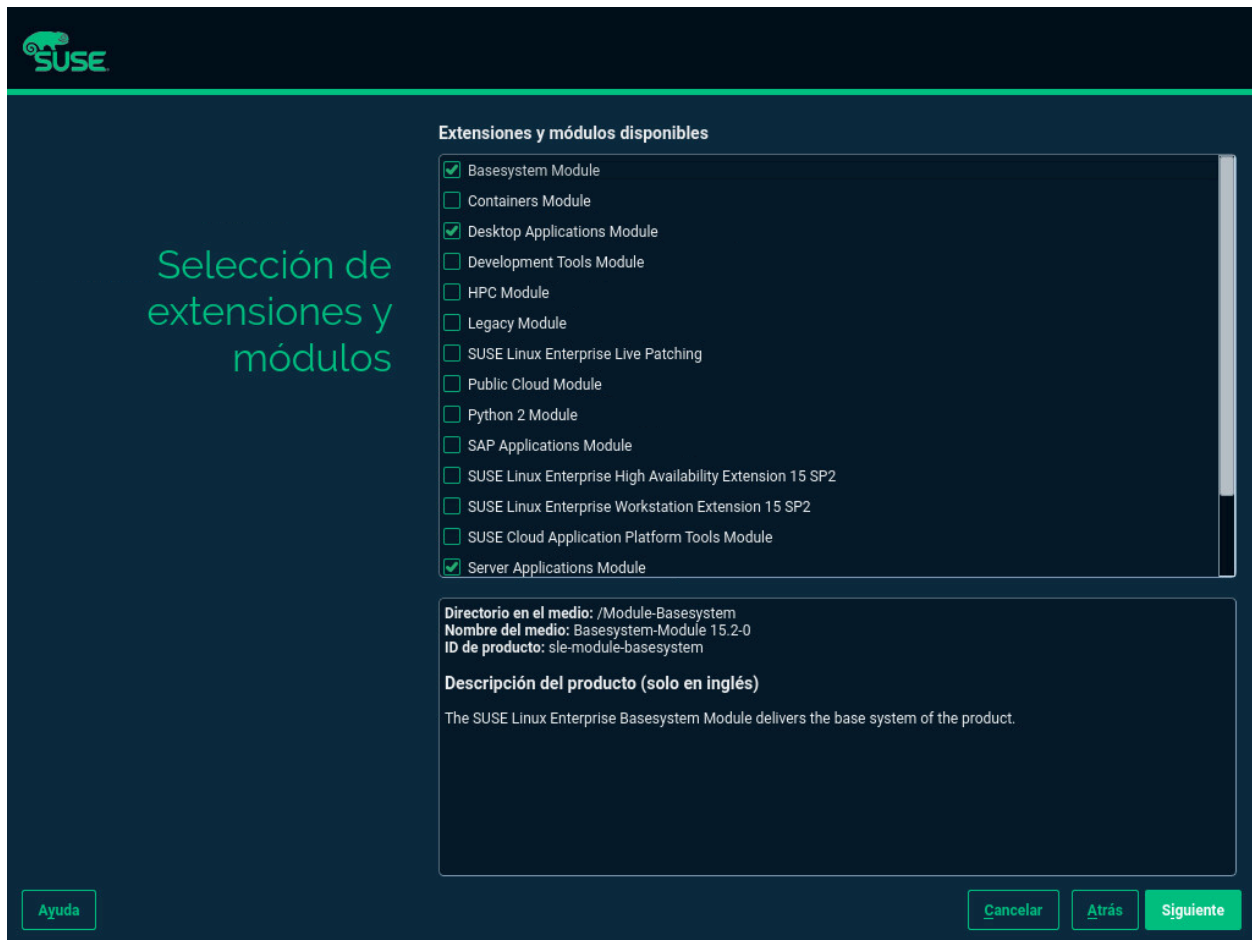 SUSE
Extensiones y módulos disponibles
Basesystem Module
Containers Module
Desktop Applications Module
Development Tools Module
HPC Module
Legacy Module
SUSE Linux Enterprise Live Patching
Public Cloud Module
Python 2 Module
SAP Applications Module
SUSE Linux Enterprise High Availability Extension 15 SP2
SUSE Linux Enterprise Workstation Extension 15 SP2
SUSE Cloud Application Platform Tools Module
Server Applications Module
Selección de
extensiones y
módulos
Directorio en el medio: /Module-Basesystem
Nombre del medio: Basesystem-Module 15.2-0
ID de producto: sle-module-basesystem
Descripción del producto (solo en inglés)
The SUSE Linux Enterprise Basesystem Module delivers the base system of the product.
Ayuda
Cancelar
Atrás
Siguiente